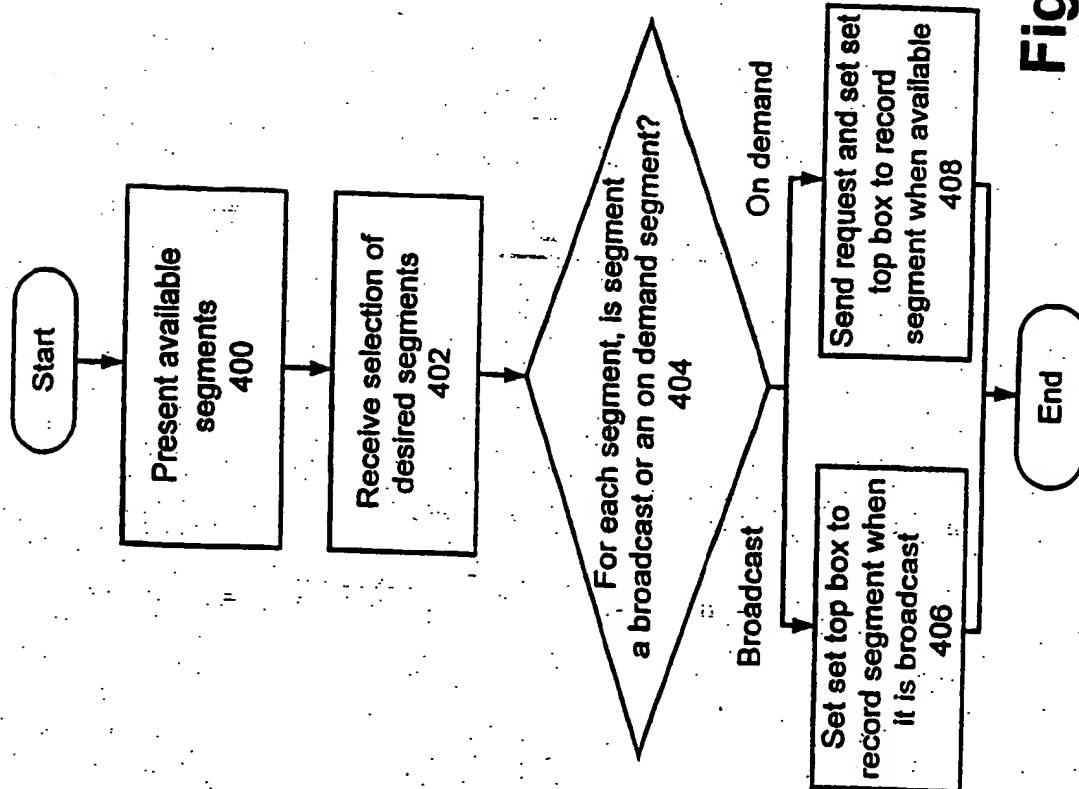 Start
Present available
segments
400
Receive selection of
desired segments
402
For each segment, is segment
a broadcast or an on demand segment?
404
Broadcast
On demand
Set set top box to
record segment when
it is broadcast
406
Send request and set set
top box to record
segment when available
408
End
Fig